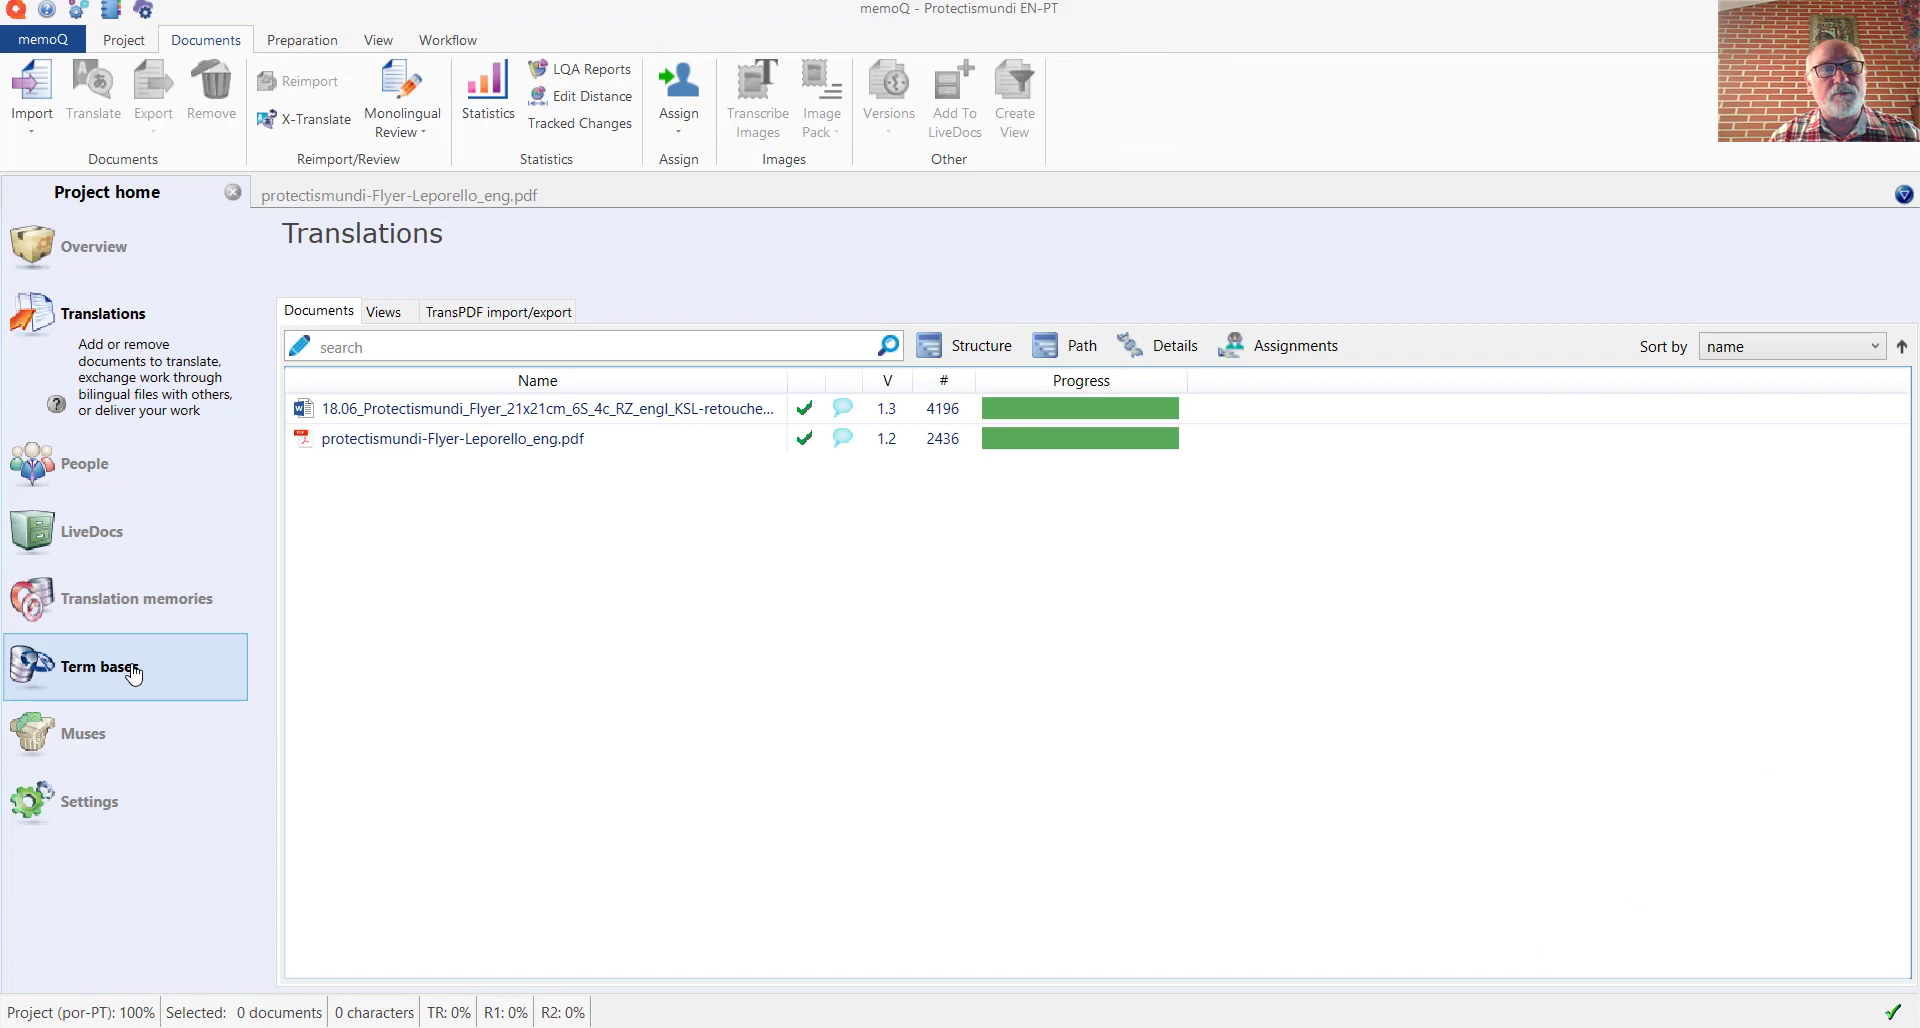 memoQ - Protectismundi EN-PT
memoQ Project Documents Preparation View Workflow
Import Translate Export Remove
Documents
Reimport
X-Translate
Monolingual
Review
Reimport/Review
Statistics
LQA Reports
Edit Distance
Tracked Changes
Statistics
Assign
Assign
Transcribe
Images
Image
Pack
Images
Versions
Add To
LiveDocs
Create
View
Other
Project home
protectismundi-Flyer-Leporello_eng.pdf
Overview
Translations
Add or remove
documents to translate,
exchange work through
bilingual files with others,
or deliver your work
People
LiveDocs
Translation memories
Term bases
Muses
Settings
Translations
Documents Views TransPDF import/export
search
Structure Path Details Assignments
Sort by name
Name V # Progress
18.06_Protectismundi_Flyer_21x21cm_6S_4c_RZ_engl_KSL-retouche... 1.3 4196
protectismundi-Flyer-Leporello_eng.pdf 1.2 2436
Project (por-PT): 100% Selected: 0 documents 0 characters TR: 0% R1: 0% R2: 0%